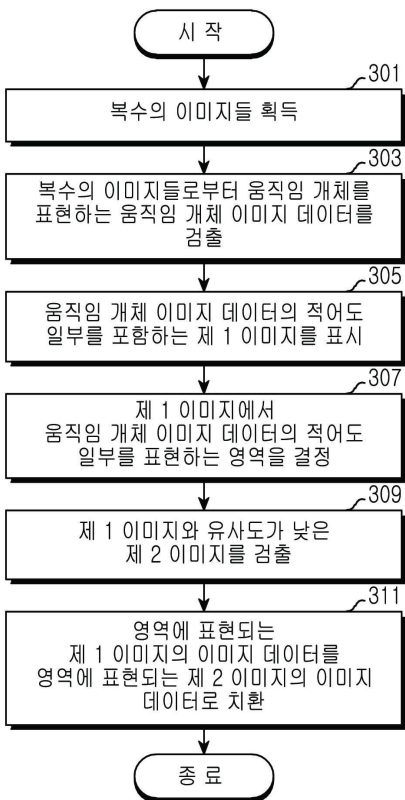 시 작
301
복수의 이미지들 획득
303
복수의 이미지들로부터 움직임 개체를
표현하는 움직임 개체 이미지 데이터를
검출
305
움직임 개체 이미지 데이터의 적어도
일부를 포함하는 제 1 이미지를 표시
307
제 1 이미지에서
움직임 개체 이미지 데이터의 적어도
일부를 표현하는 영역을 결정
309
제 1 이미지와 유사도가 낮은
제 2 이미지를 검출
311
영역에 표현되는
제 1 이미지의 이미지 데이터를
영역에 표현되는 제 2 이미지의 이미지
데이터로 치환
종 료